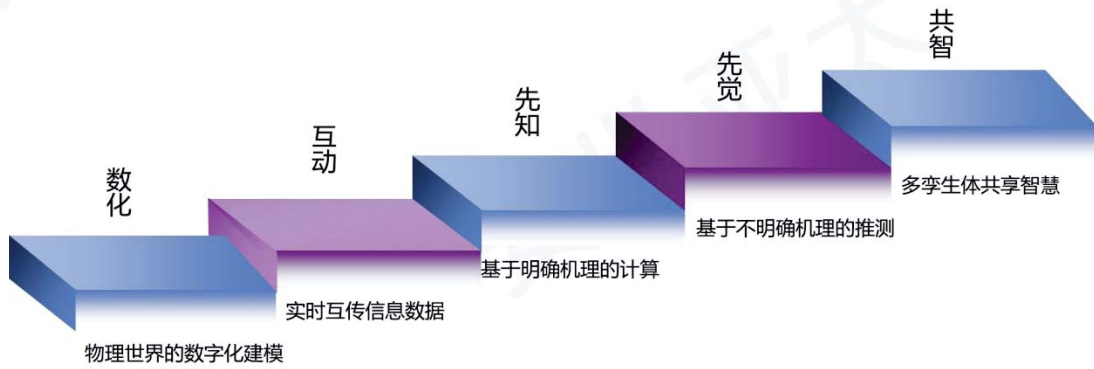 数化
物理世界的数字化建模
互动
实时互传信息数据
先知
基于明确机理的计算
先觉
基于不明确机理的推测
共智
多孪生体共享智慧